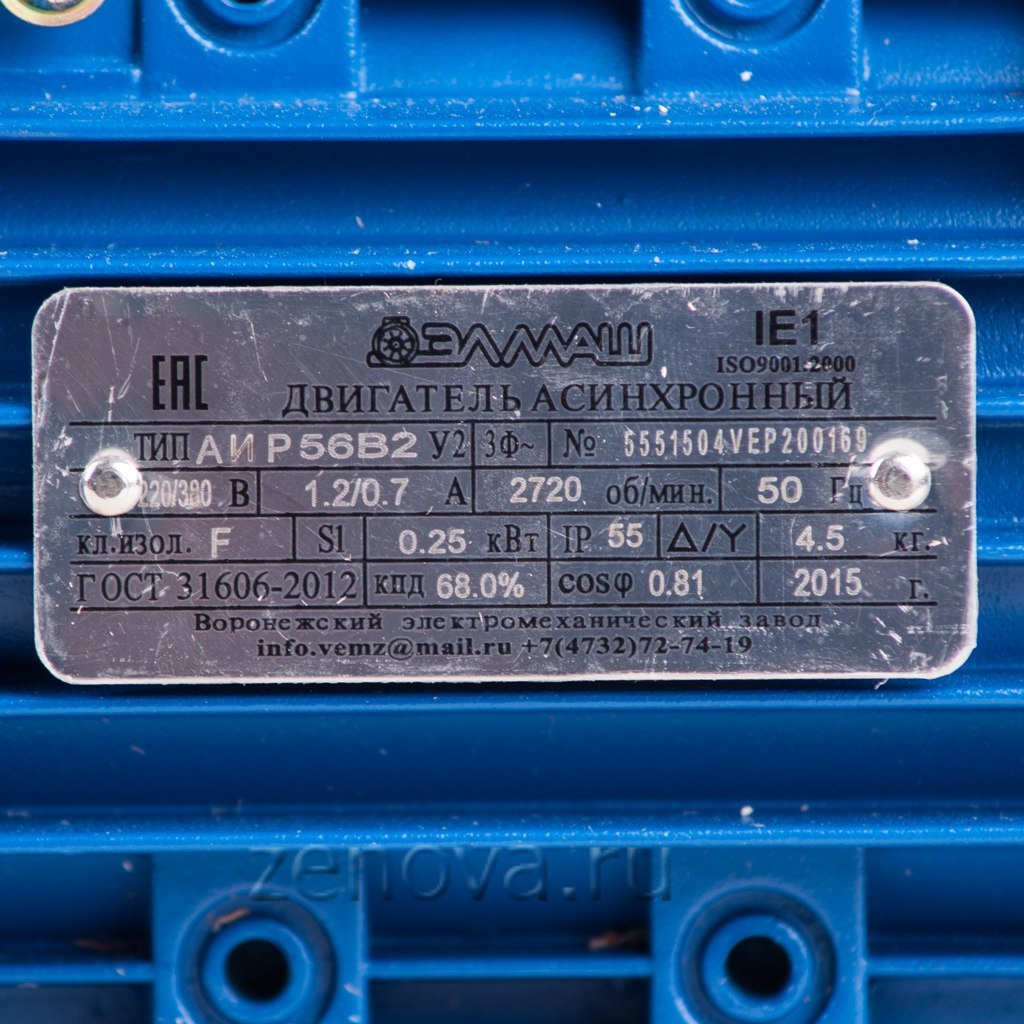 ЭЛМАШ IE1
EAC ISO9001:2000
ДВИГАТЕЛЬ АСИНХРОННЫЙ
ТИП АИР56В2 У2 3Ф~ № 5551504VEP200169
220/380 В 1.2/0.7 А 2720 об/мин. 50 Гц
кл.изол. F S1 0.25 кВт IP 55 Δ/Y 4.5 кг.
ГОСТ 31606-2012 кпд 68.0% cosφ 0.81 2015 г.
Воронежский электромеханический завод
info.vemz@mail.ru +7(4732)72-74-19
zenova.ru